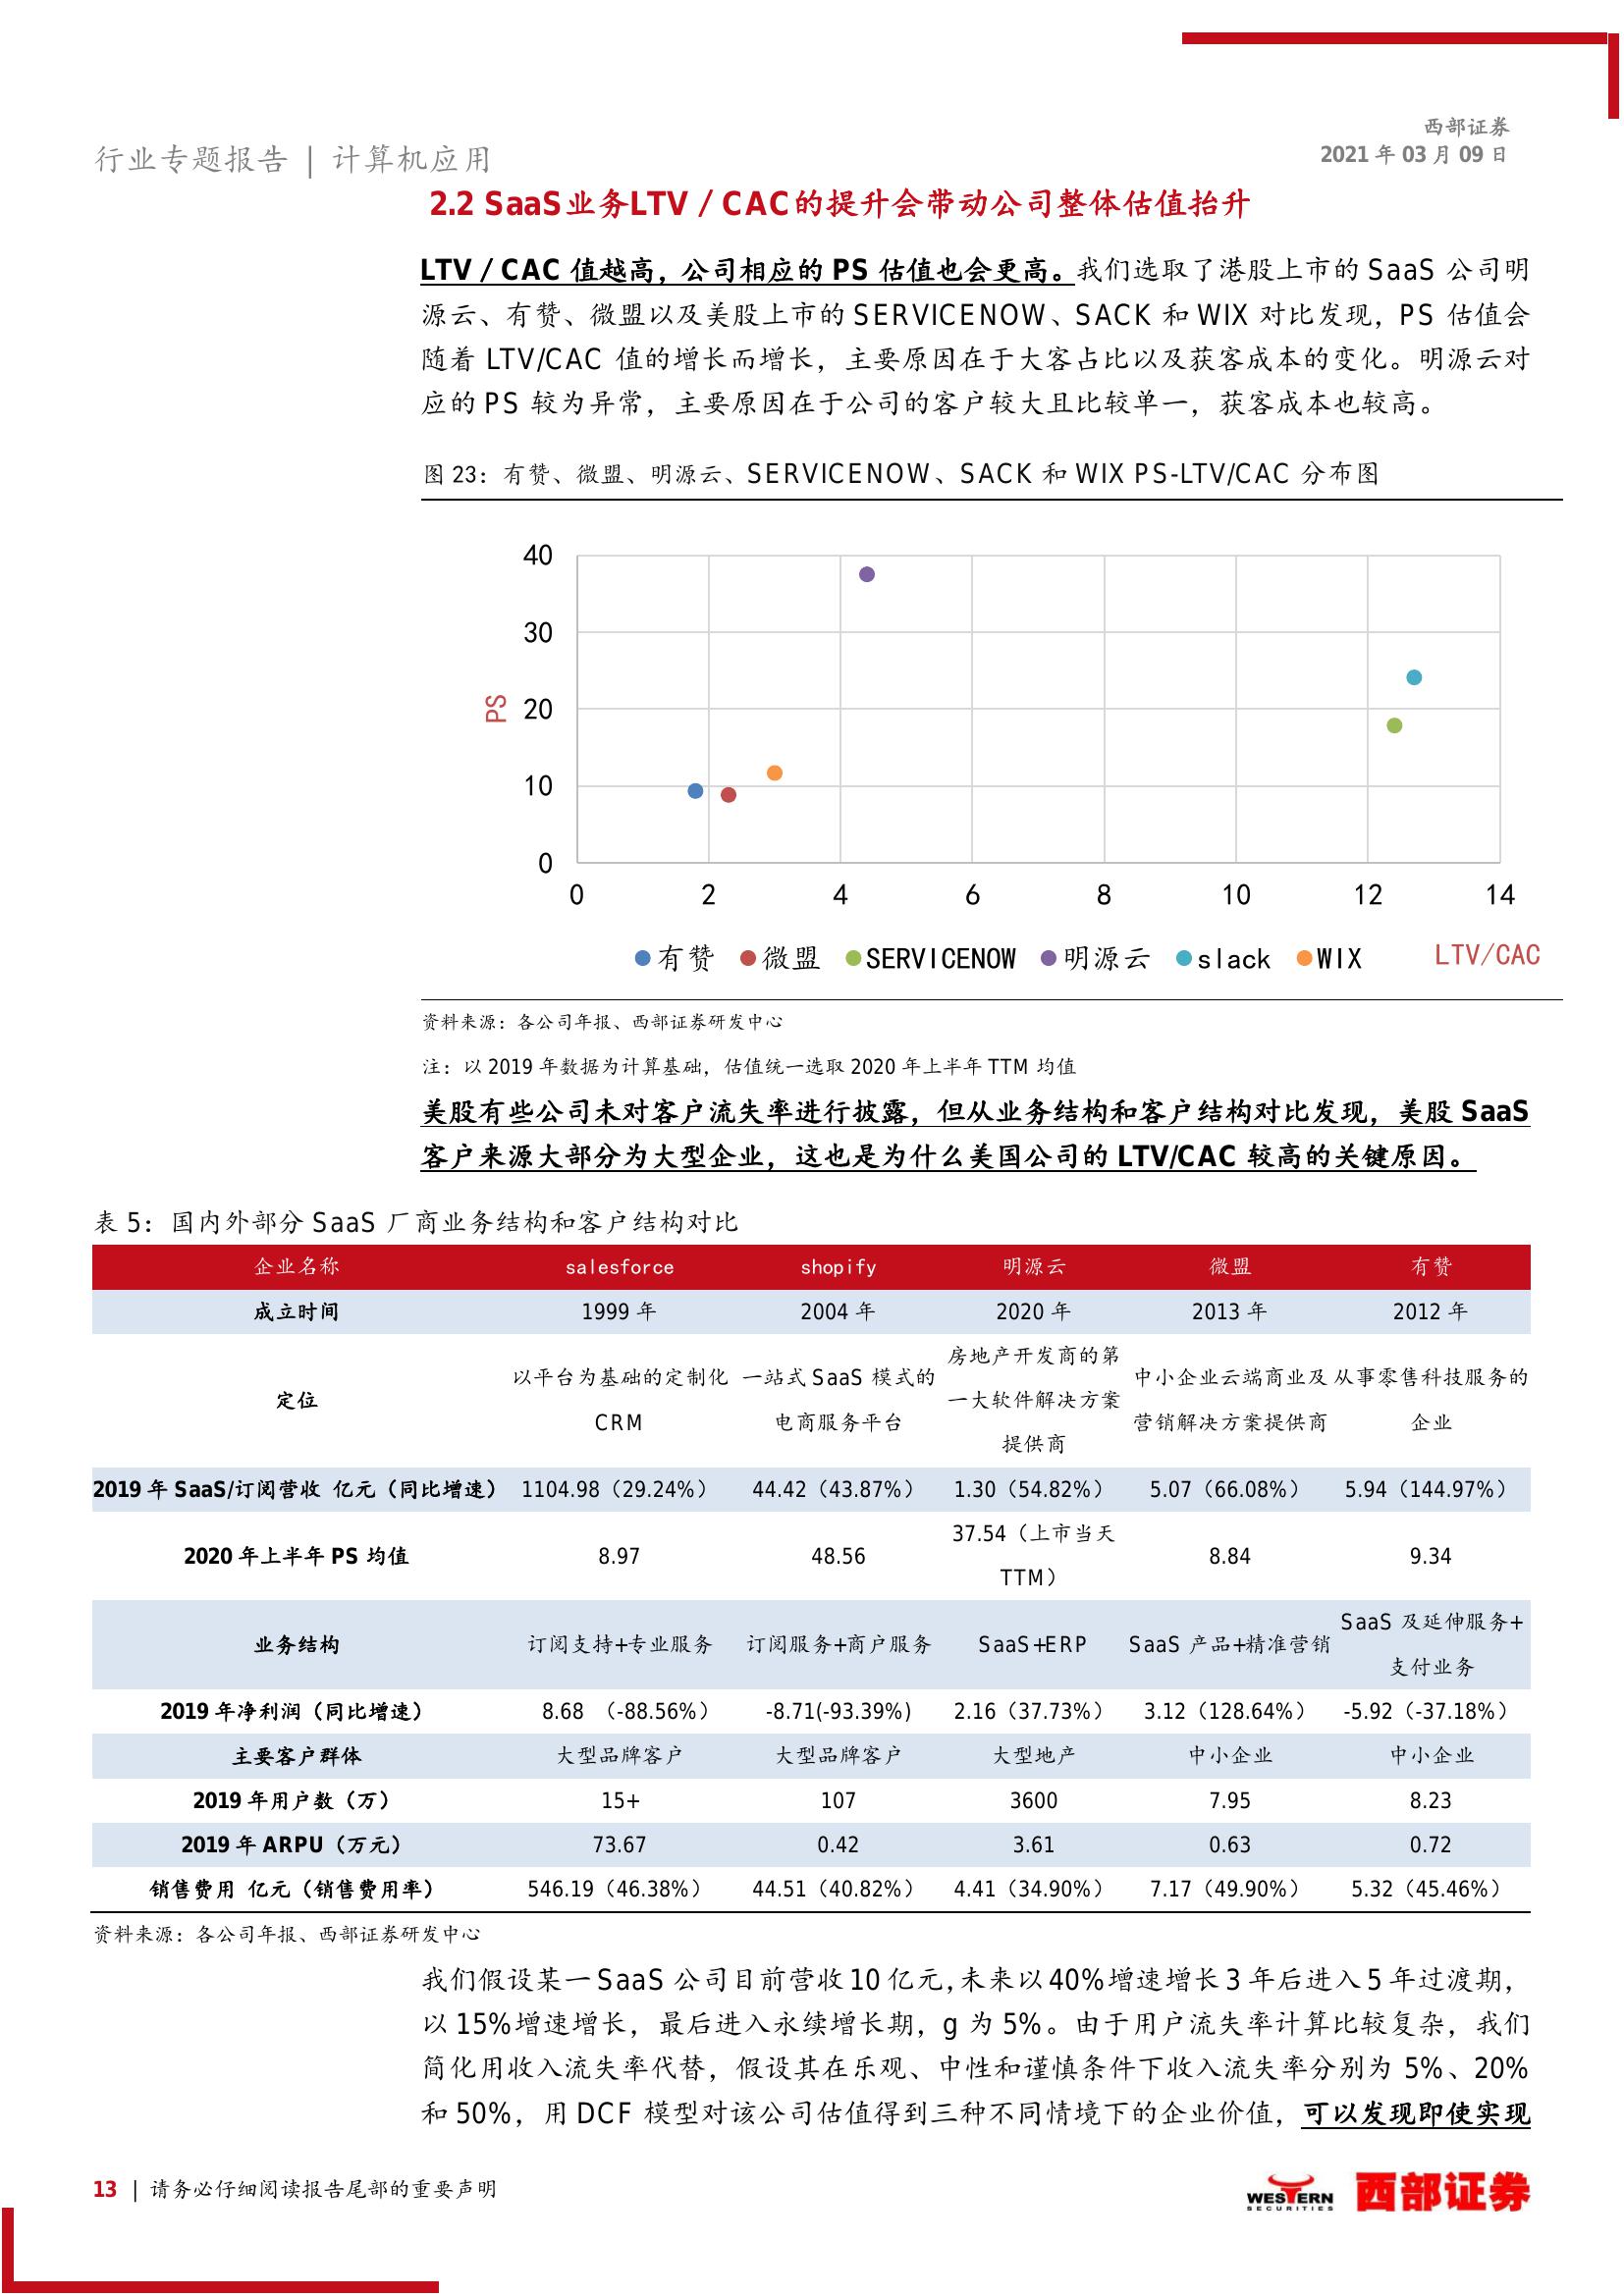 西部证券
2021 年 03 月 09 日
行业专题报告 | 计算机应用
2.2 SaaS业务LTV / CAC的提升会带动公司整体估值抬升
LTV / CAC 值越高，公司相应的 PS 估值也会更高。我们选取了港股上市的 SaaS 公司明
源云、有赞、微盟以及美股上市的 SERVICENOW、SACK 和 WIX 对比发现，PS 估值会
随着 LTV/CAC 值的增长而增长，主要原因在于大客占比以及获客成本的变化。明源云对
应的 PS 较为异常，主要原因在于公司的客户较大且比较单一，获客成本也较高。
图 23：有赞、微盟、明源云、SERVICENOW、SACK 和 WIX PS-LTV/CAC 分布图
40
30
20
10
0
PS
0 2 4 6 8 10 12 14
有赞 微盟 SERVICENOW 明源云 slack WIX LTV/CAC
资料来源：各公司年报、西部证券研发中心
注：以 2019 年数据为计算基础，估值统一选取 2020 年上半年 TTM 均值
美股有些公司未对客户流失率进行披露，但从业务结构和客户结构对比发现，美股 SaaS
客户来源大部分为大型企业，这也是为什么美国公司的 LTV/CAC 较高的关键原因。
表 5：国内外部分 SaaS 厂商业务结构和客户结构对比
企业名称 salesforce shopify 明源云 微盟 有赞
成立时间 1999 年 2004 年 2020 年 2013 年 2012 年
定位 以平台为基础的定制化 CRM 一站式 SaaS 模式的电商服务平台 房地产开发商的第一大软件解决方案提供商 中小企业云端商业及营销解决方案提供商 从事零售科技服务的企业
2019 年 SaaS/订阅营收 亿元（同比增速） 1104.98（29.24%） 44.42（43.87%） 1.30（54.82%） 5.07（66.08%） 5.94（144.97%）
2020 年上半年 PS 均值 8.97 48.56 37.54（上市当天 TTM） 8.84 9.34
业务结构 订阅支持+专业服务 订阅服务+商户服务 SaaS+ERP SaaS 产品+精准营销 SaaS 及延伸服务+支付业务
2019 年净利润（同比增速） 8.68 （-88.56%） -8.71(-93.39%) 2.16（37.73%） 3.12（128.64%） -5.92（-37.18%）
主要客户群体 大型品牌客户 大型品牌客户 大型地产 中小企业 中小企业
2019 年用户数（万） 15+ 107 3600 7.95 8.23
2019 年 ARPU（万元） 73.67 0.42 3.61 0.63 0.72
销售费用 亿元（销售费用率） 546.19（46.38%） 44.51（40.82%） 4.41（34.90%） 7.17（49.90%） 5.32（45.46%）
资料来源：各公司年报、西部证券研发中心
我们假设某一 SaaS 公司目前营收 10 亿元，未来以 40%增速增长 3 年后进入 5 年过渡期，
以 15%增速增长，最后进入永续增长期，g 为 5%。由于用户流失率计算比较复杂，我们
简化用收入流失率代替，假设其在乐观、中性和谨慎条件下收入流失率分别为 5%、20%
和 50%，用 DCF 模型对该公司估值得到三种不同情境下的企业价值，可以发现即使实现
13 | 请务必仔细阅读报告尾部的重要声明
WESTERN
SECURITIES
西部证券